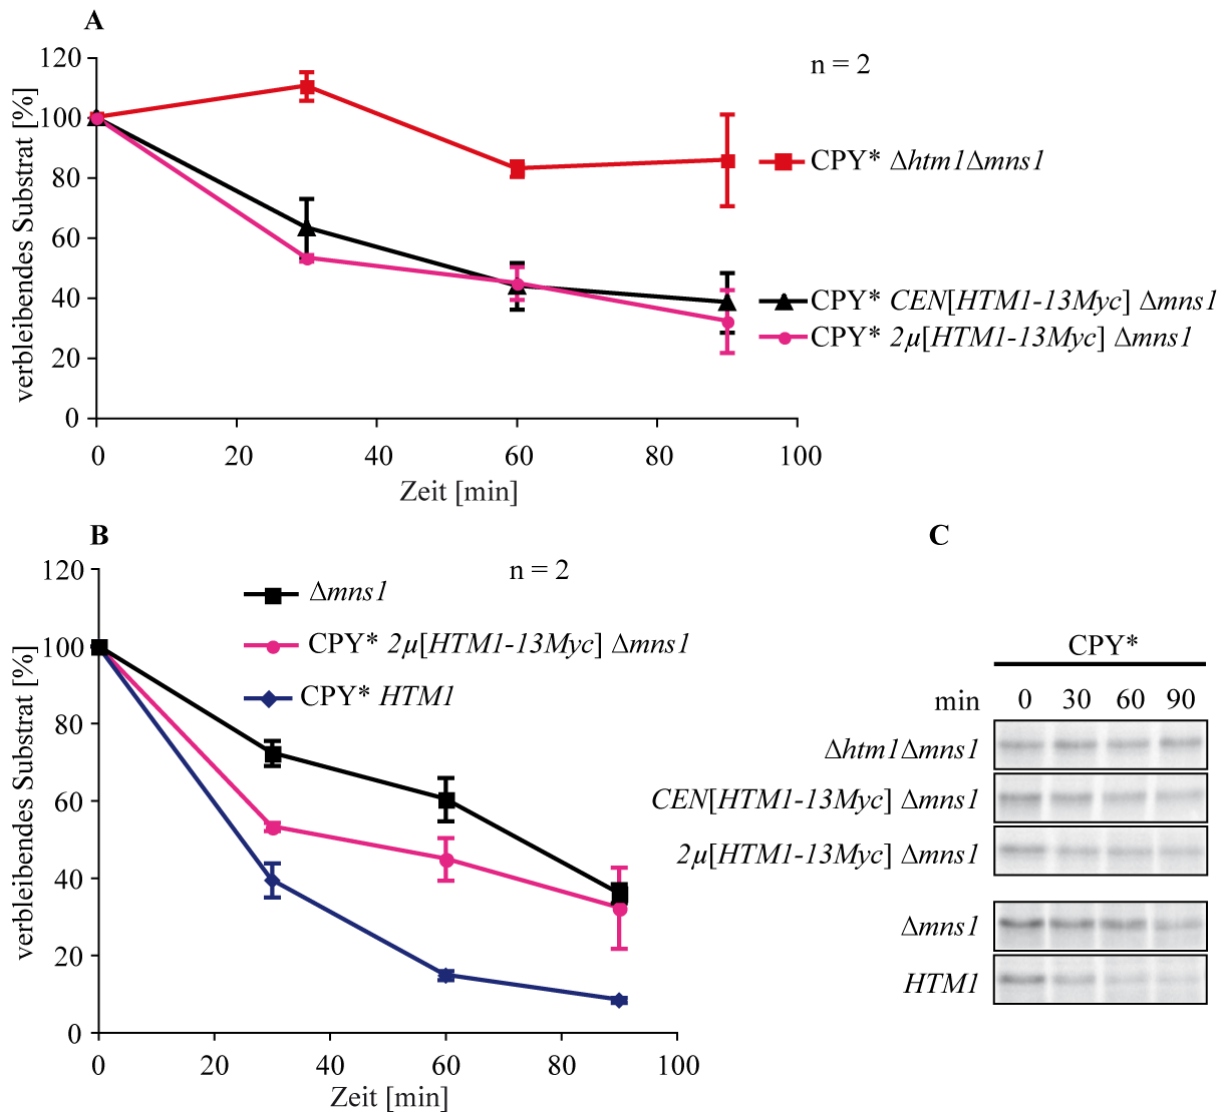 A
n = 2
verbleibendes Substrat [%]
120
100
80
60
40
20
0
CPY* Δhtm1Δmns1
CPY* CEN[HTM1-13Myc] Δmns1
CPY* 2µ[HTM1-13Myc] Δmns1
0 20 40 60 80 100
Zeit [min]
B
n = 2
verbleibendes Substrat [%]
120
100
80
60
40
20
0
Δmns1
CPY* 2µ[HTM1-13Myc] Δmns1
CPY* HTM1
0 20 40 60 80 100
Zeit [min]
C
CPY*
min 0 30 60 90
Δhtm1Δmns1
CEN[HTM1-13Myc] Δmns1
2µ[HTM1-13Myc] Δmns1
Δmns1
HTM1